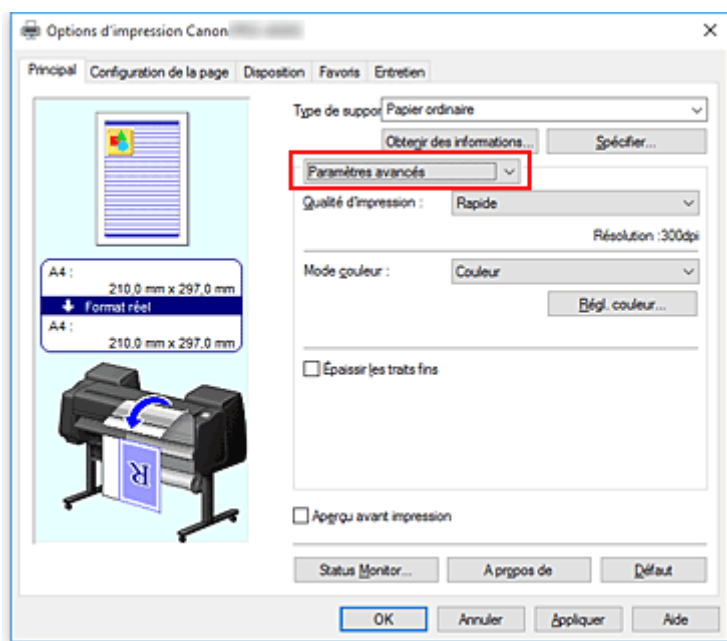 Options d'impression Canon
Principal Configuration de la page Disposition Favoris Entretien
Type de suppor Papier ordinaire
Obtenir des informations... Spécifier...
Paramètres avancés
Qualité d'impression : Rapide
Résolution :300dpi
Mode couleur : Couleur
Régl. couleur...
Épaissir les traits fins
A4 :
210.0 mm x 297.0 mm
Format réel
A4 :
210.0 mm x 297.0 mm
R
Aperçu avant impression
Status Monitor... A propos de Défaut
OK Annuler Appliquer Aide